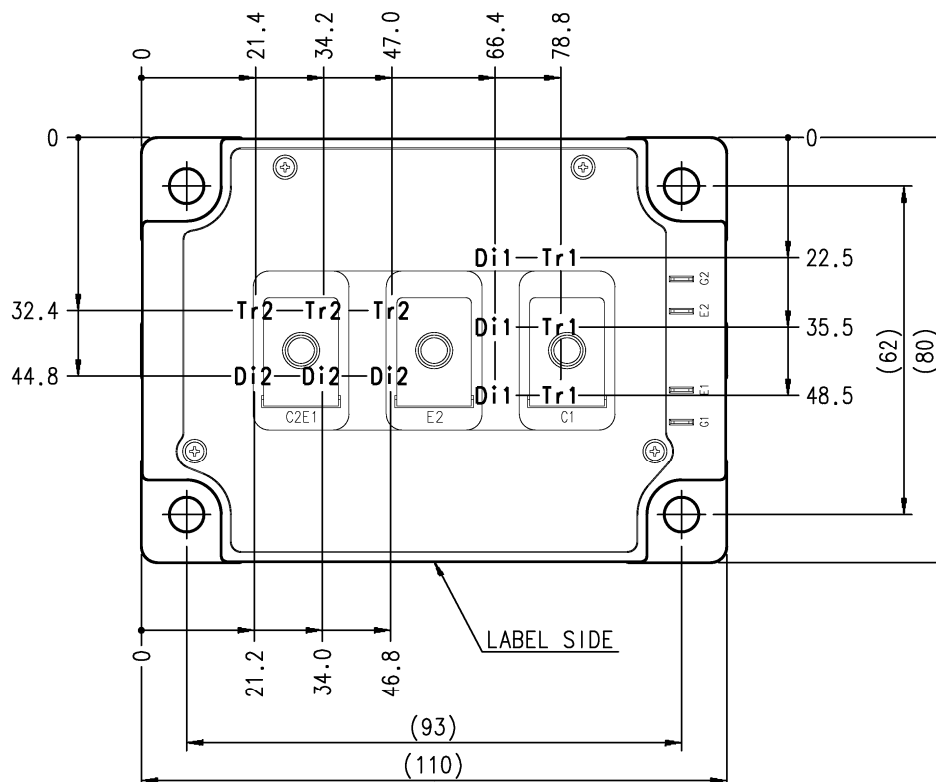 0 21.4 34.2 47.0 66.4 78.8
0 0
Di1 Tr1 22.5
G2
32.4 Tr2 Tr2 Tr2 E2
Di1 Tr1 35.5
(62) (80)
44.8 Di2 Di2 Di2
Di1 Tr1 E1 48.5
C2E1 E2 C1 G1
LABEL SIDE
0 21.2 34.0 46.8
(93)
(110)